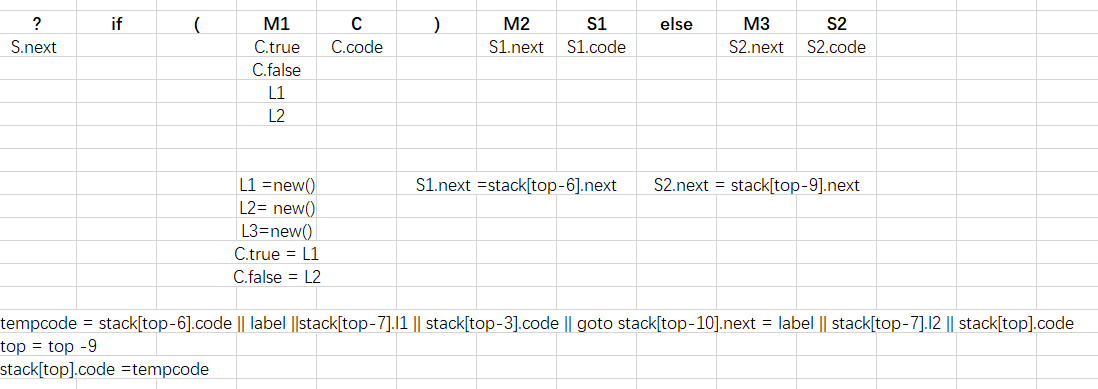 ? if ( M1 C ) M2 S1 else M3 S2
S.next C.true C.code S1.next S1.code S2.next S2.code
C.false
L1
L2
L1 =new() S1.next =stack[top-6].next S2.next = stack[top-9].next
L2= new()
L3=new()
C.true = L1
C.false = L2
tempcode = stack[top-6].code || label ||stack[top-7].l1 || stack[top-3].code || goto stack[top-10].next = label || stack[top-7].l2 || stack[top].code
top = top -9
stack[top].code =tempcode